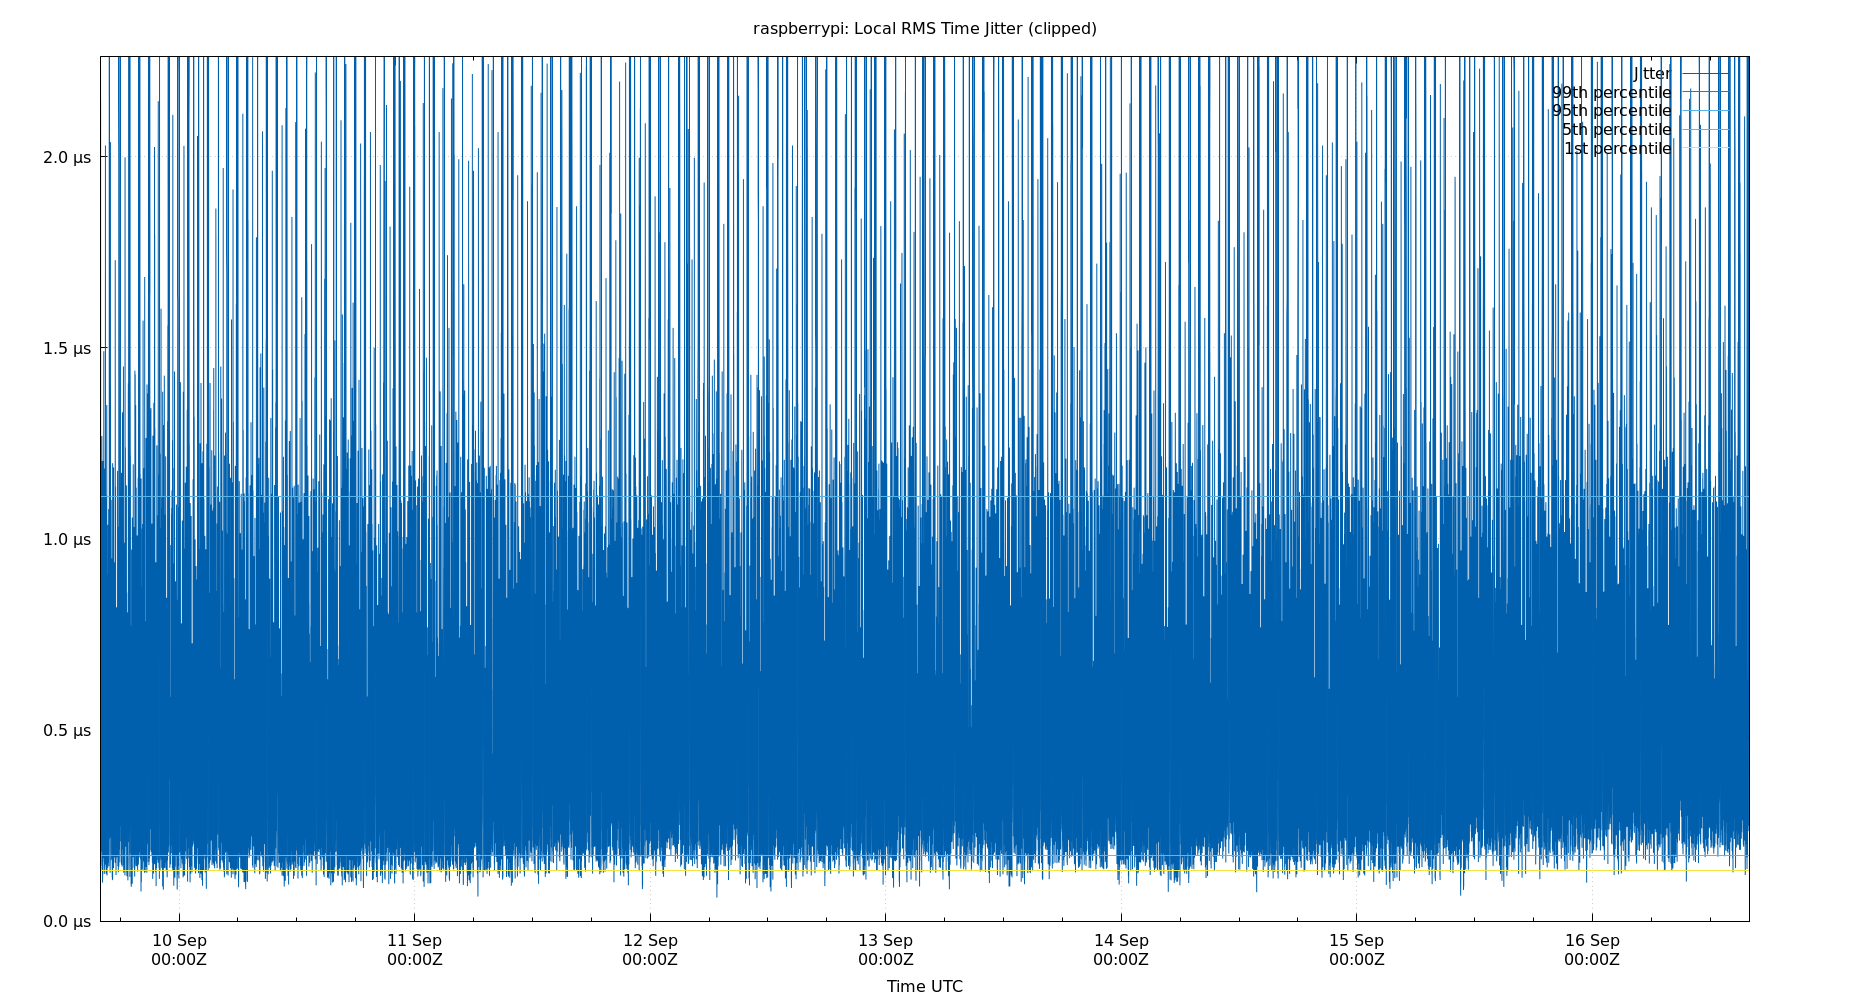 raspberrypi: Local RMS Time Jitter (clipped)
Jitter
99th percentile
95th percentile
5th percentile
1st percentile
2.0 µs
1.5 µs
1.0 µs
0.5 µs
0.0 µs
10 Sep 11 Sep 12 Sep 13 Sep 14 Sep 15 Sep 16 Sep
00:00Z 00:00Z 00:00Z 00:00Z 00:00Z 00:00Z 00:00Z
Time UTC